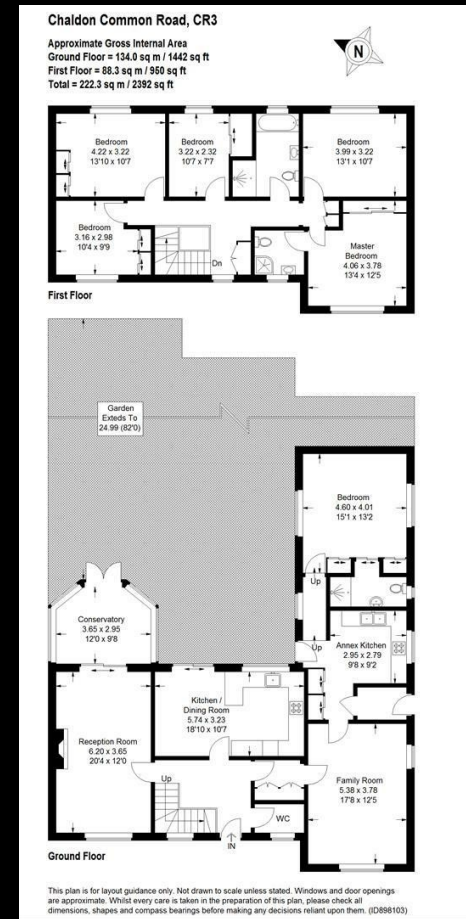 Chaldon Common Road, CR3
Approximate Gross Internal Area
Ground Floor = 134.0 sq m / 1442 sq ft
First Floor = 88.3 sq m / 950 sq ft
Total = 222.3 sq m / 2392 sq ft
N
Bedroom
4.22 x 3.22
13'10 x 10'7
Bedroom
3.22 x 2.32
10'7 x 7'7
Bedroom
3.99 x 3.22
13'1 x 10'7
Bedroom
3.16 x 2.98
10'4 x 9'9
Dn
Master
Bedroom
4.06 x 3.78
13'4 x 12'5
First Floor
Garden
Exteds To
24.99 (82'0)
Bedroom
4.60 x 4.01
15'1 x 13'2
Up
Conservatory
3.65 x 2.95
12'0 x 9'8
Up
Annex Kitchen
2.95 x 2.79
9'8 x 9'2
Kitchen /
Dining Room
5.74 x 3.23
18'10 x 10'7
Reception Room
6.20 x 3.65
20'4 x 12'0
Up
Family Room
5.38 x 3.78
17'8 x 12'5
WC
IN
Ground Floor
This plan is for layout guidance only. Not drawn to scale unless stated. Windows and door openings
are approximate. Whilst every care is taken in the preparation of this plan, please check all
dimensions, shapes and compass bearings before making any decisions reliant upon them. (ID898103)